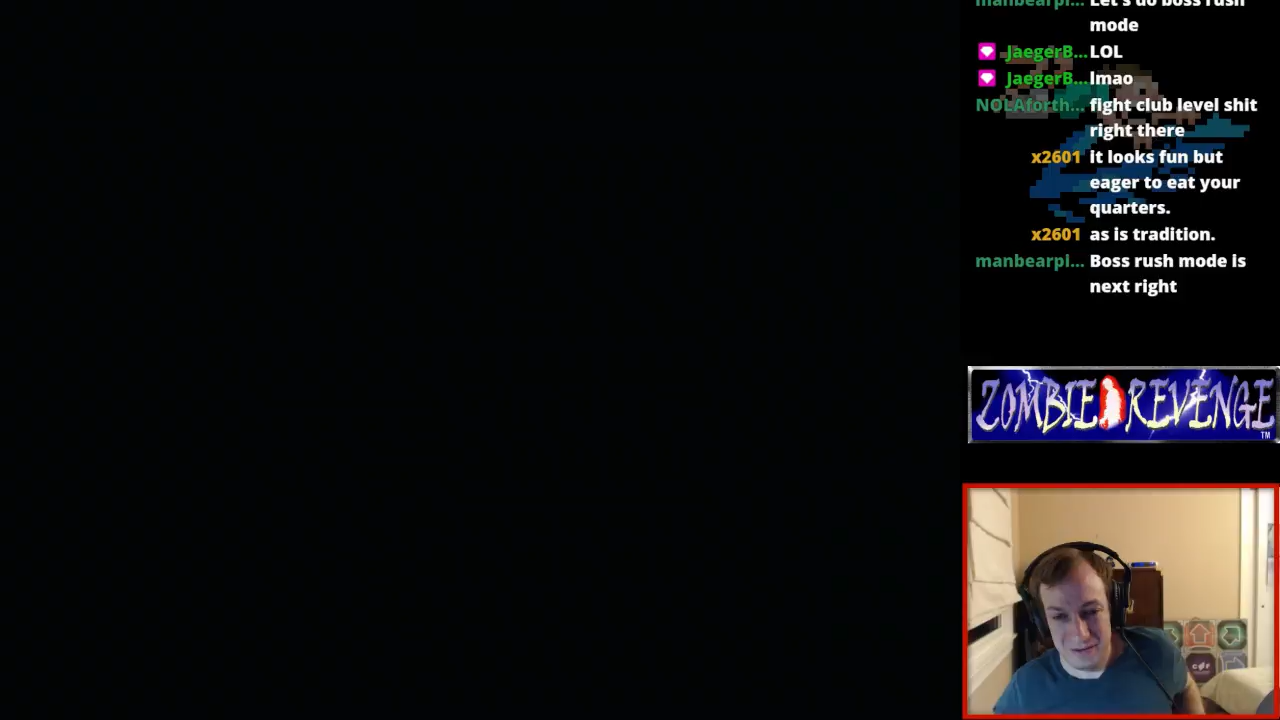 manbearpi... Let's do boss rush
mode
JaegerB... LOL
JaegerB... lmao
NOLAforth... fight club level shit
right there
x2601 it looks fun but
eager to eat your
quarters.
x2601 as is tradition.
manbearpi... Boss rush mode is
next right
ZOMBIE REVENGE
TM